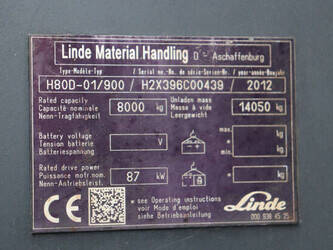 Linde Material Handling D-Aschaffenburg
Type-Modèle-Typ / Serial no.-No. de série-Serien-Nr. / year-année-Baujahr
H80D-01/900 / H2X396C00439 / 2012
Rated capacity
Capacité nominale
Nenn-Tragfähigkeit
8000 kg
Unladen mass
Masse à vide
Leergewicht
14050 kg
Battery voltage
Tension batterie
Batteriespannung
V
max. kg
min. kg
Rated drive power
Puissance mot.nom.
Nenn-Antriebsleist.
87 kW
kg
see Operating instructions
voir Mode d'emploi
siehe Betriebsanleitung
Linde
000 936 45 25